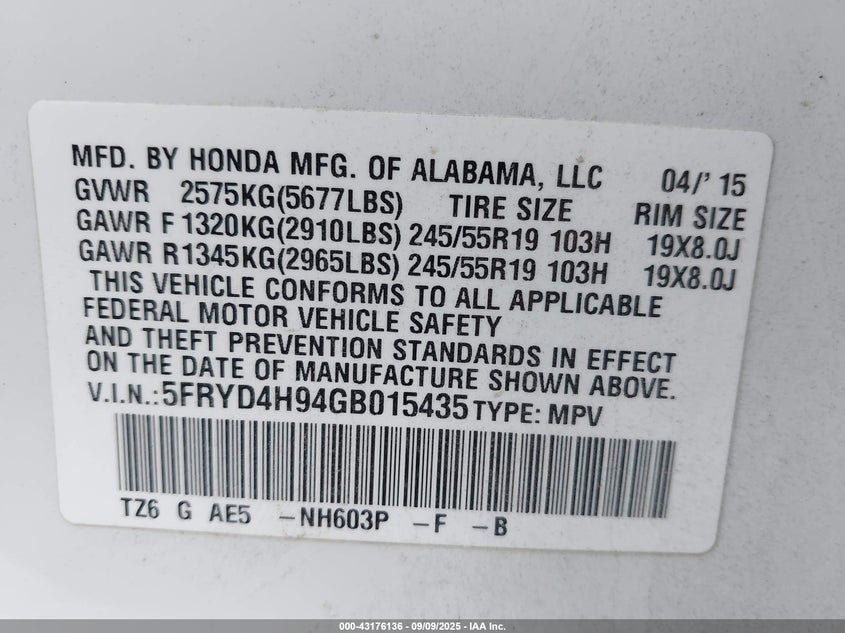 MFD. BY HONDA MFG. OF ALABAMA, LLC 04/' 15
GVWR 2575KG(5677LBS) TIRE SIZE RIM SIZE
GAWR F 1320KG(2910LBS) 245/55R19 103H 19X8.0J
GAWR R1345KG(2965LBS) 245/55R19 103H 19X8.0J
THIS VEHICLE CONFORMS TO ALL APPLICABLE
FEDERAL MOTOR VEHICLE SAFETY
AND THEFT PREVENTION STANDARDS IN EFFECT
ON THE DATE OF MANUFACTURE SHOWN ABOVE.
V.I.N.:5FRYD4H94GB015435 TYPE: MPV
TZ6 G AE5 -NH603P -F -B
000-43176136 - 09/09/2025 - IAA Inc.